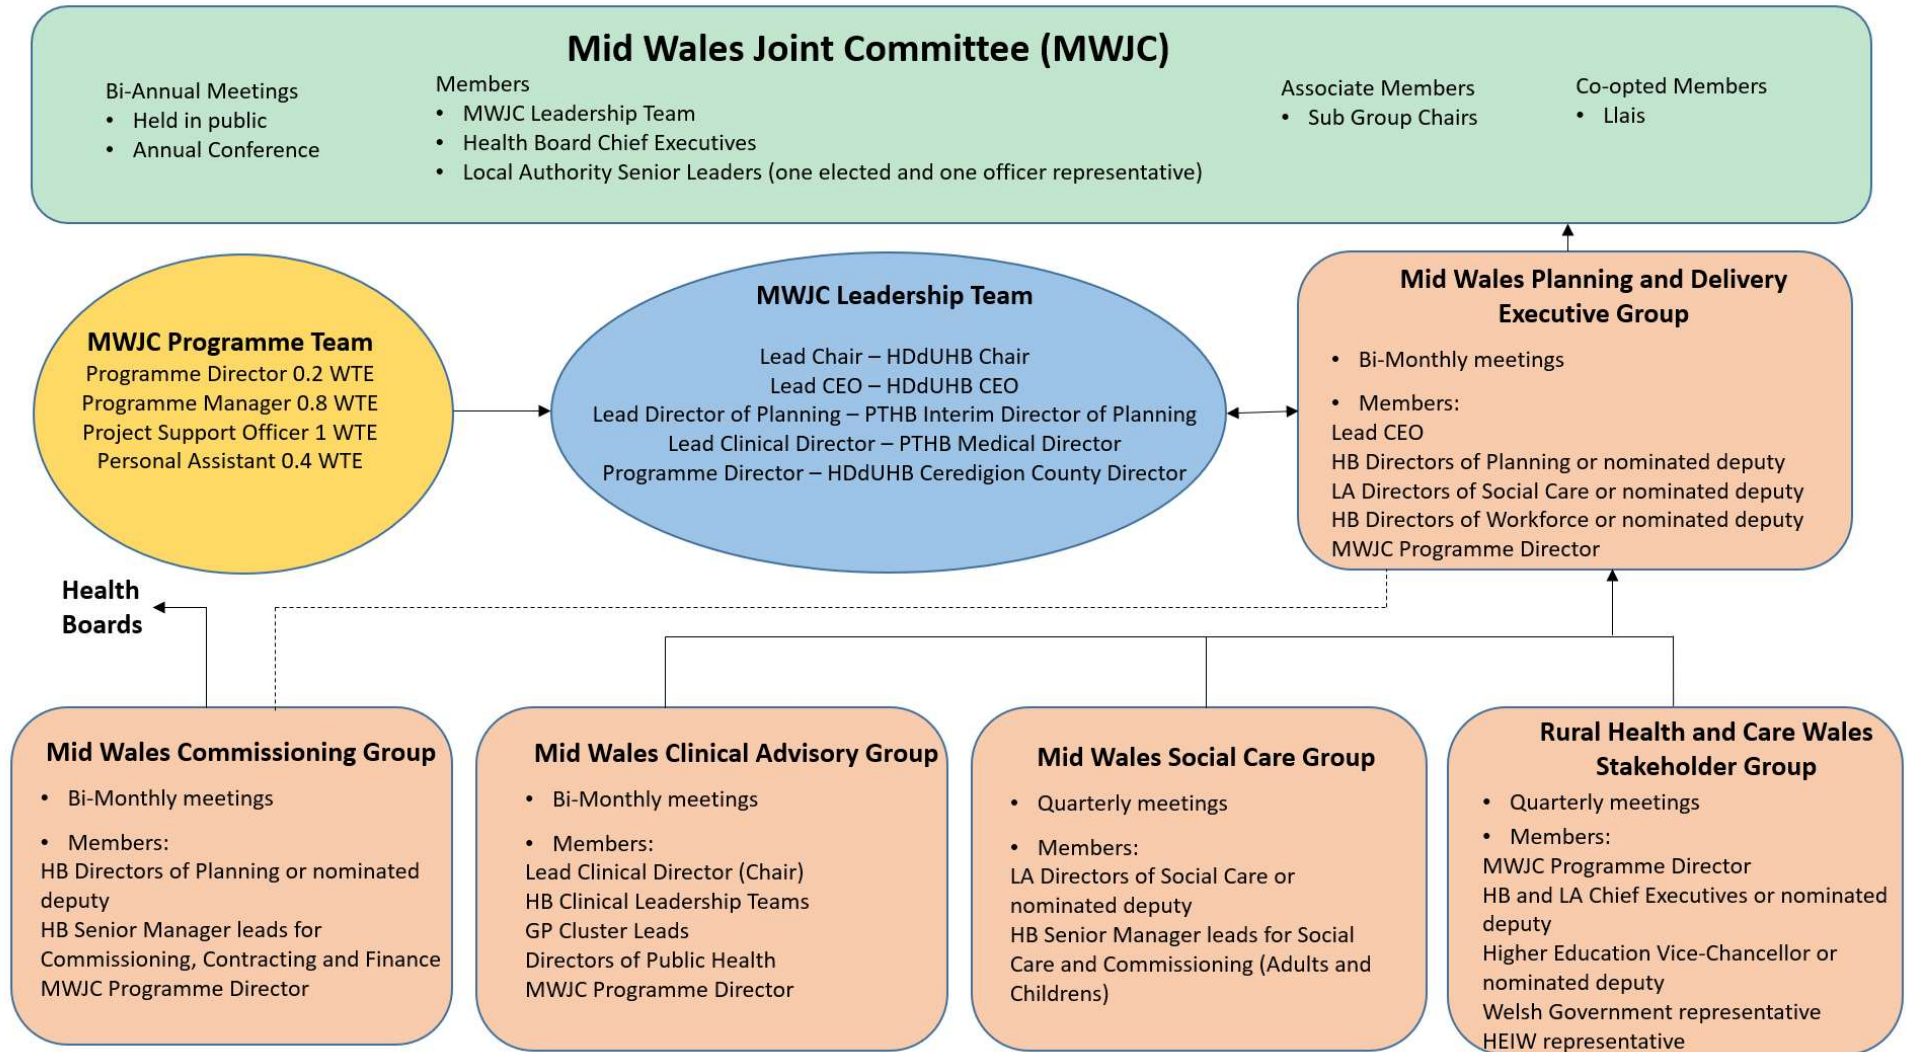 Mid Wales Joint Committee (MWJC)
Bi-Annual Meetings
• Held in public
• Annual Conference
Members
• MWJC Leadership Team
• Health Board Chief Executives
• Local Authority Senior Leaders (one elected and one officer representative)
Associate Members
• Sub Group Chairs
Co-opted Members
• Llais
MWJC Programme Team
Programme Director 0.2 WTE
Programme Manager 0.8 WTE
Project Support Officer 1 WTE
Personal Assistant 0.4 WTE
MWJC Leadership Team
Lead Chair – HDdUHB Chair
Lead CEO – HDdUHB CEO
Lead Director of Planning – PTHB Interim Director of Planning
Lead Clinical Director – PTHB Medical Director
Programme Director – HDdUHB Ceredigion County Director
Mid Wales Planning and Delivery
Executive Group
• Bi-Monthly meetings
• Members:
Lead CEO
HB Directors of Planning or nominated deputy
LA Directors of Social Care or nominated deputy
HB Directors of Workforce or nominated deputy
MWJC Programme Director
Health
Boards
Mid Wales Commissioning Group
• Bi-Monthly meetings
• Members:
HB Directors of Planning or nominated
deputy
HB Senior Manager leads for
Commissioning, Contracting and Finance
MWJC Programme Director
Mid Wales Clinical Advisory Group
• Bi-Monthly meetings
• Members:
Lead Clinical Director (Chair)
HB Clinical Leadership Teams
GP Cluster Leads
Directors of Public Health
MWJC Programme Director
Mid Wales Social Care Group
• Quarterly meetings
• Members:
LA Directors of Social Care or
nominated deputy
HB Senior Manager leads for Social
Care and Commissioning (Adults and
Childrens)
Rural Health and Care Wales
Stakeholder Group
• Quarterly meetings
• Members:
MWJC Programme Director
HB and LA Chief Executives or nominated
deputy
Higher Education Vice-Chancellor or
nominated deputy
Welsh Government representative
HEIW representative